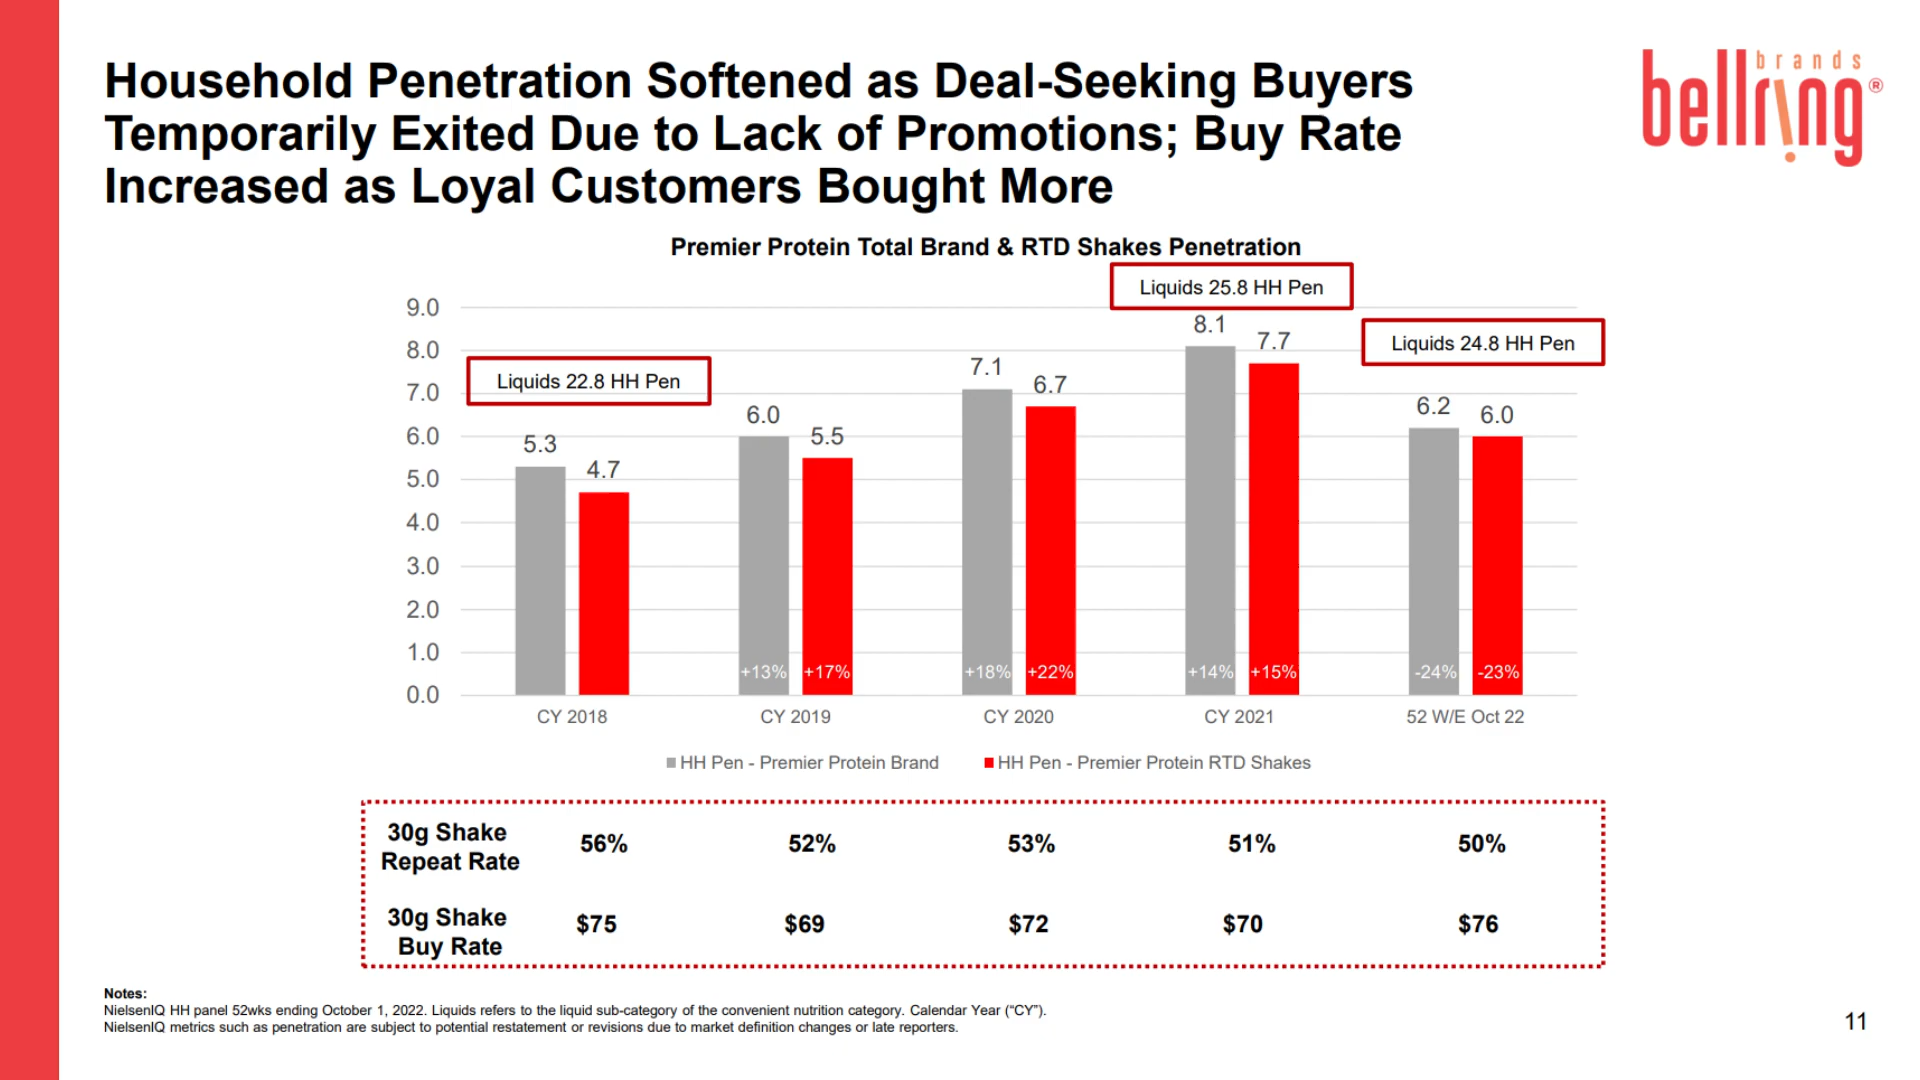 Household Penetration Softened as Deal-Seeking Buyers
Temporarily Exited Due to Lack of Promotions; Buy Rate
Increased as Loyal Customers Bought More
brands
bellring®
Premier Protein Total Brand & RTD Shakes Penetration
Liquids 25.8 HH Pen
Liquids 24.8 HH Pen
Liquids 22.8 HH Pen
9.0
8.0
7.0
6.0
5.0
4.0
3.0
2.0
1.0
0.0
5.3
4.7
6.0
5.5
7.1
6.7
8.1
7.7
6.2
6.0
+13% +17% +18% +22% +14% +15% -24% -23%
CY 2018 CY 2019 CY 2020 CY 2021 52 W/E Oct 22
HH Pen - Premier Protein Brand HH Pen - Premier Protein RTD Shakes
30g Shake
Repeat Rate
56% 52% 53% 51% 50%
30g Shake
Buy Rate
$75 $69 $72 $70 $76
Notes:
NielsenIQ HH panel 52wks ending October 1, 2022. Liquids refers to the liquid sub-category of the convenient nutrition category. Calendar Year (“CY”).
NielsenIQ metrics such as penetration are subject to potential restatement or revisions due to market definition changes or late reporters.
11